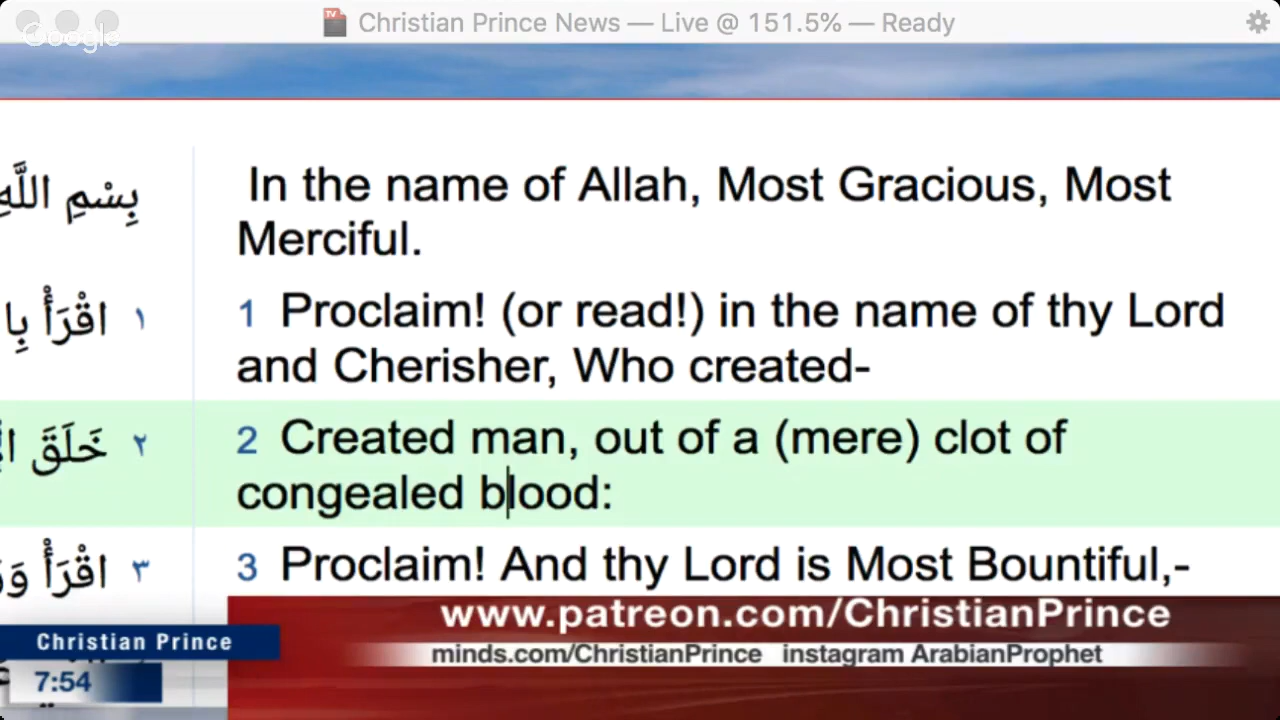 Christian Prince News — Live @ 151.5% — Ready
Google
بِسْمِ اللَّهِ
In the name of Allah, Most Gracious, Most
Merciful.
١ اقْرَأْ
1 Proclaim! (or read!) in the name of thy Lord
and Cherisher, Who created-
٢ خَلَقَ
2 Created man, out of a (mere) clot of
congealed blood:
٣ اقْرَأْ
3 Proclaim! And thy Lord is Most Bountiful,-
www.patreon.com/ChristianPrince
Christian Prince
minds.com/ChristianPrince instagram ArabianProphet
7:54